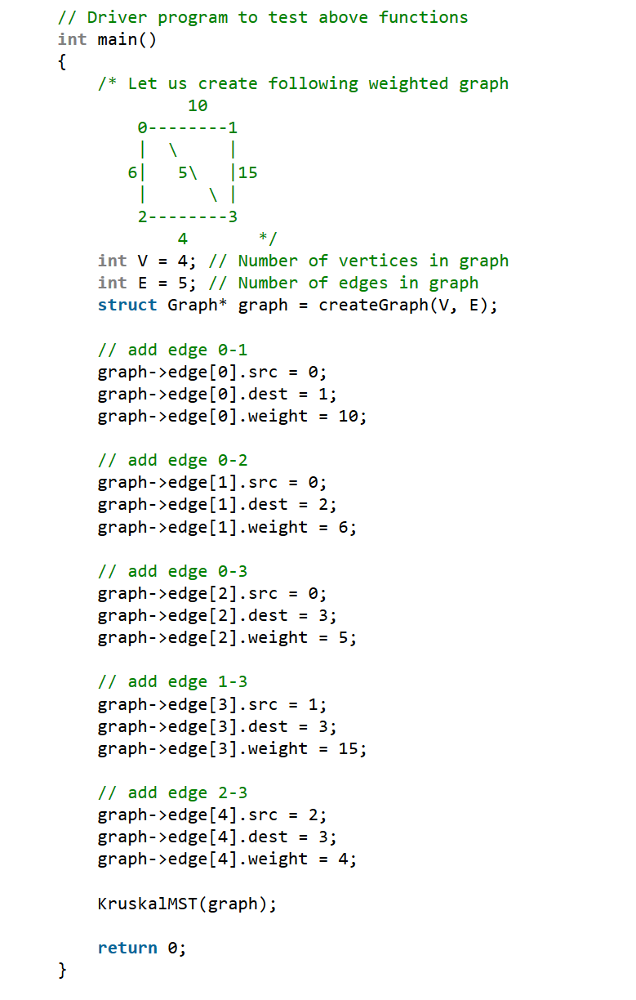 // Driver program to test above functions
int main()
{
    /* Let us create following weighted graph
             10
        0--------1
        |  \     |
       6|   5\   |15
        |      \ |
        2--------3
            4       */
    int V = 4; // Number of vertices in graph
    int E = 5; // Number of edges in graph
    struct Graph* graph = createGraph(V, E);

    // add edge 0-1
    graph->edge[0].src = 0;
    graph->edge[0].dest = 1;
    graph->edge[0].weight = 10;

    // add edge 0-2
    graph->edge[1].src = 0;
    graph->edge[1].dest = 2;
    graph->edge[1].weight = 6;

    // add edge 0-3
    graph->edge[2].src = 0;
    graph->edge[2].dest = 3;
    graph->edge[2].weight = 5;

    // add edge 1-3
    graph->edge[3].src = 1;
    graph->edge[3].dest = 3;
    graph->edge[3].weight = 15;

    // add edge 2-3
    graph->edge[4].src = 2;
    graph->edge[4].dest = 3;
    graph->edge[4].weight = 4;

    KruskalMST(graph);

    return 0;
}